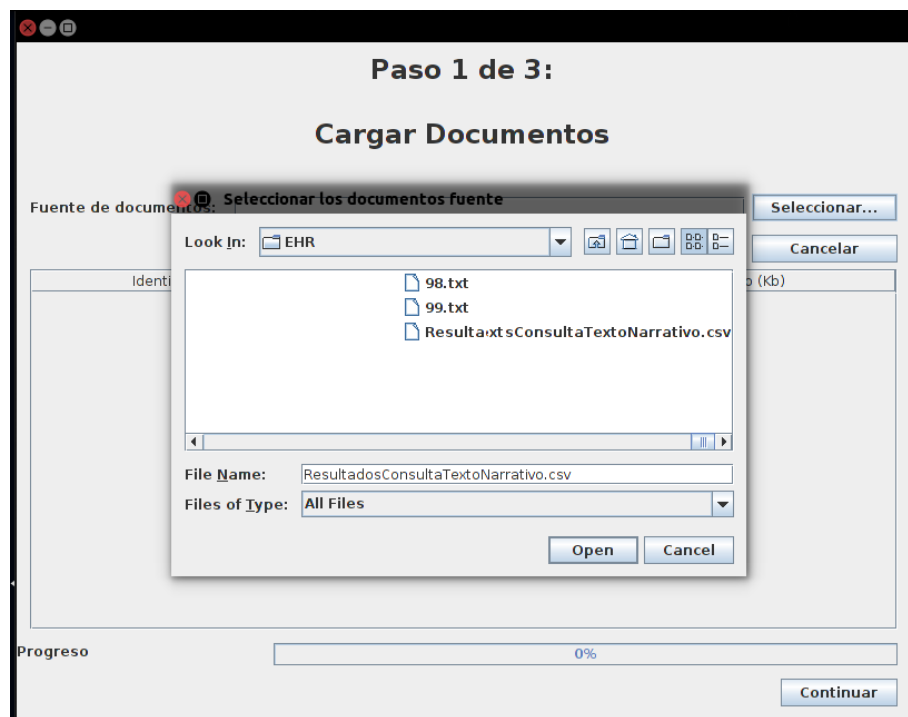 Paso 1 de 3:
Cargar Documentos
Fuente de documentos:
Seleccionar...
Seleccionar los documentos fuente
Cancelar
Look In: EHR
Identi
(Kb)
98.txt
99.txt
ResultaxtsConsultaTextoNarrativo.csv
File Name: ResultadosConsultaTextoNarrativo.csv
Files of Type: All Files
Open Cancel
Progreso 0%
Continuar